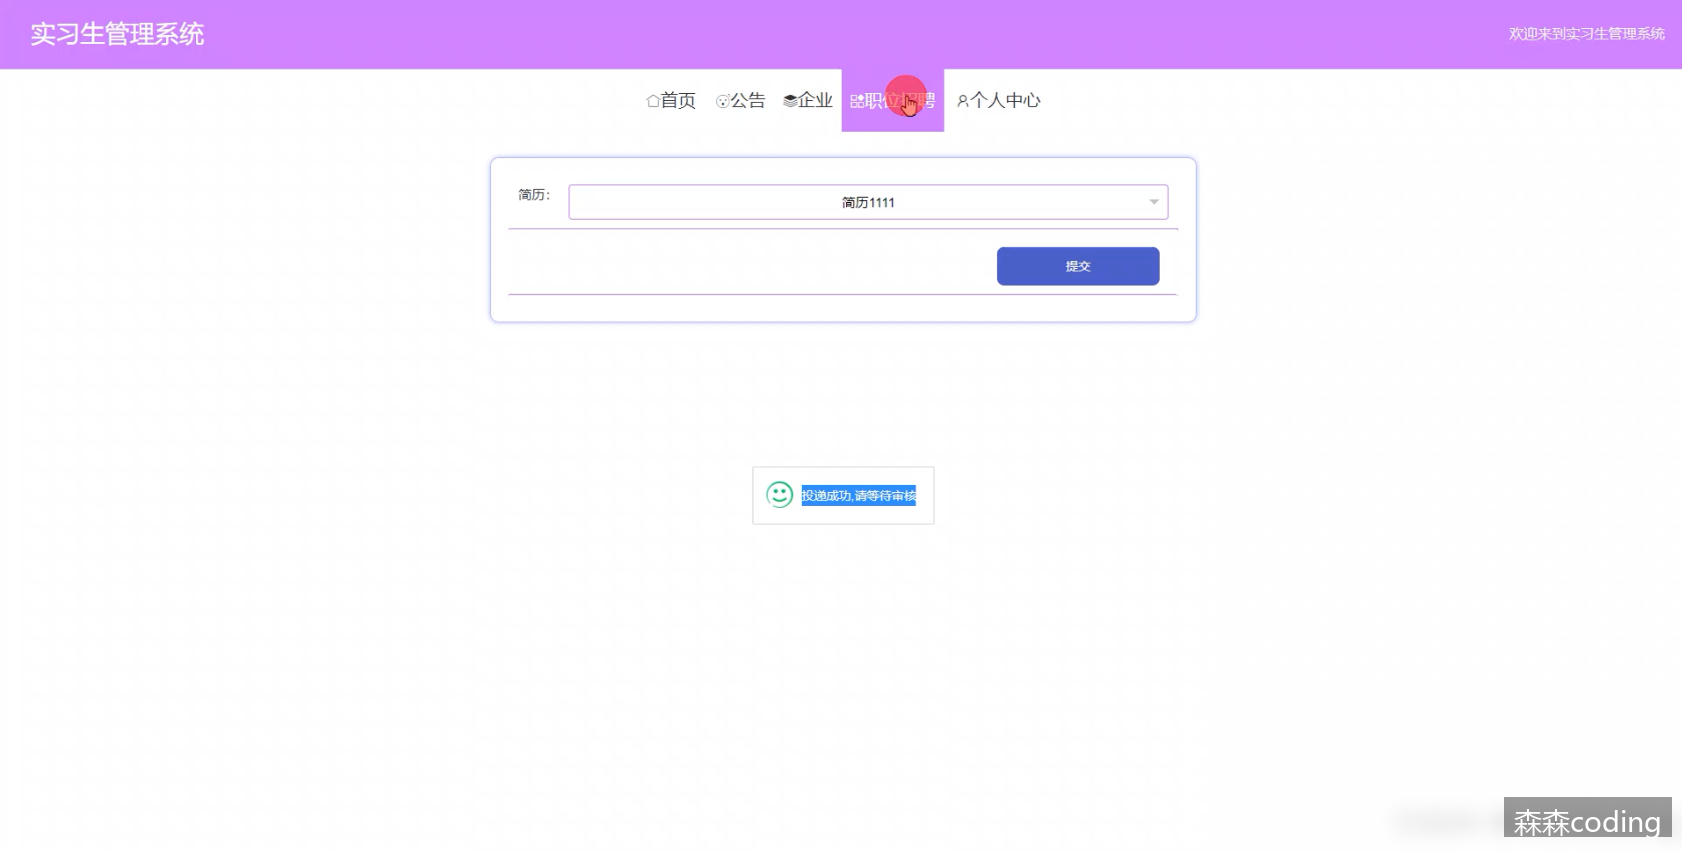 实习生管理系统
欢迎来到实习生管理系统
首页 公告 企业 职位招聘 个人中心
简历：
简历1111
提交
投递成功,请等待审核
森森coding